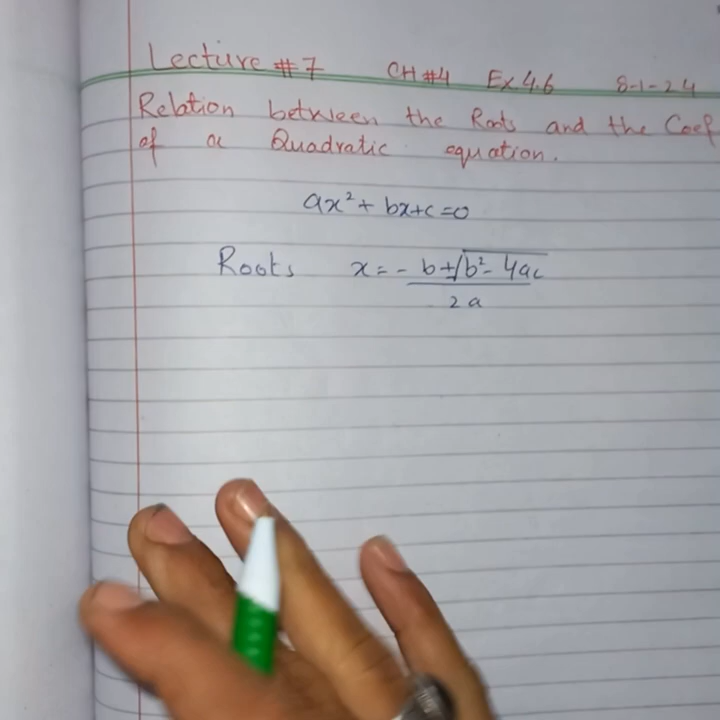 Lecture #7 CH#4 Ex 4.6 8-1-24
Relation between the Roots and the Coef
of a Quadratic equation.
ax² + bx+c=0
Roots x = - b±√b²- 4ac
2a